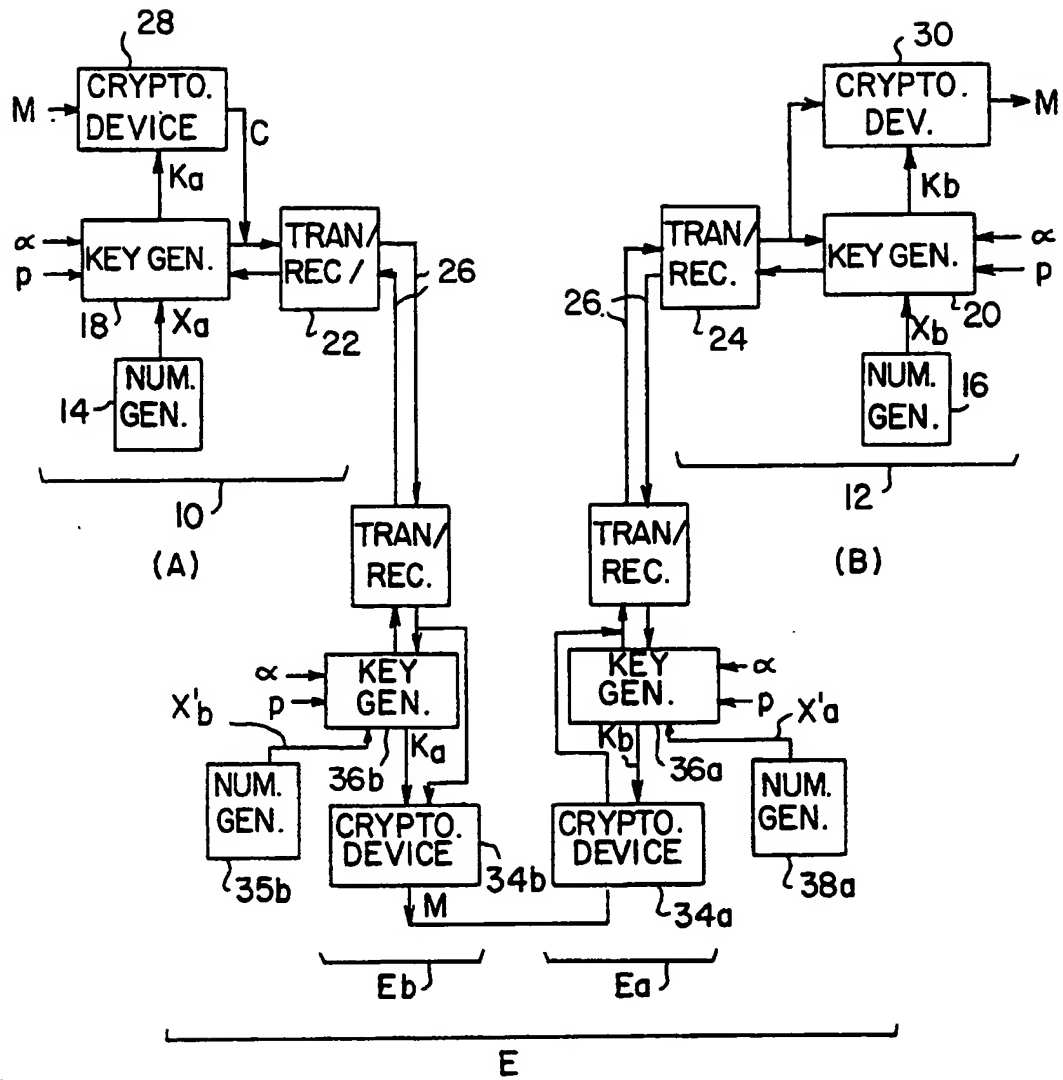 28
CRYPTO.
DEVICE
M
C
Ka
∝
p
KEY GEN.
TRAN/
REC/
18
Xa
22
26
14
NUM.
GEN.
10
(A)
30
CRYPTO.
DEV.
M
Kb
∝
p
KEY GEN.
TRAN/
REC.
26
24
20
Xb
NUM.
GEN.
16
12
(B)
TRAN/
REC.
∝
p
KEY
GEN.
X'b
Ka
36b
NUM.
GEN.
35b
CRYPTO.
DEVICE
34b
M
TRAN/
REC.
KEY
GEN.
∝
p
X'a
Kb
36a
NUM.
GEN.
38a
CRYPTO.
DEVICE
34a
Eb
Ea
E